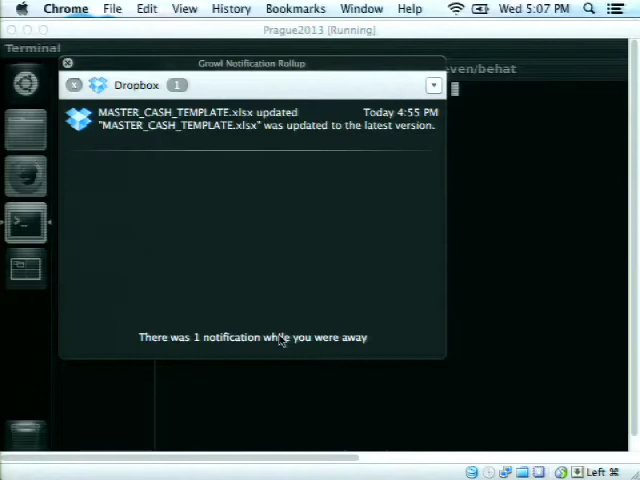 Chrome File Edit View History Bookmarks Window Help Wed 5:07 PM
Prague2013 [Running]
Terminal
Growl Notification Rollup
even/behat
x Dropbox 1
MASTER_CASH_TEMPLATE.xlsx updated Today 4:55 PM
"MASTER_CASH_TEMPLATE.xlsx" was updated to the latest version.
>_
There was 1 notification while you were away
Left ⌘